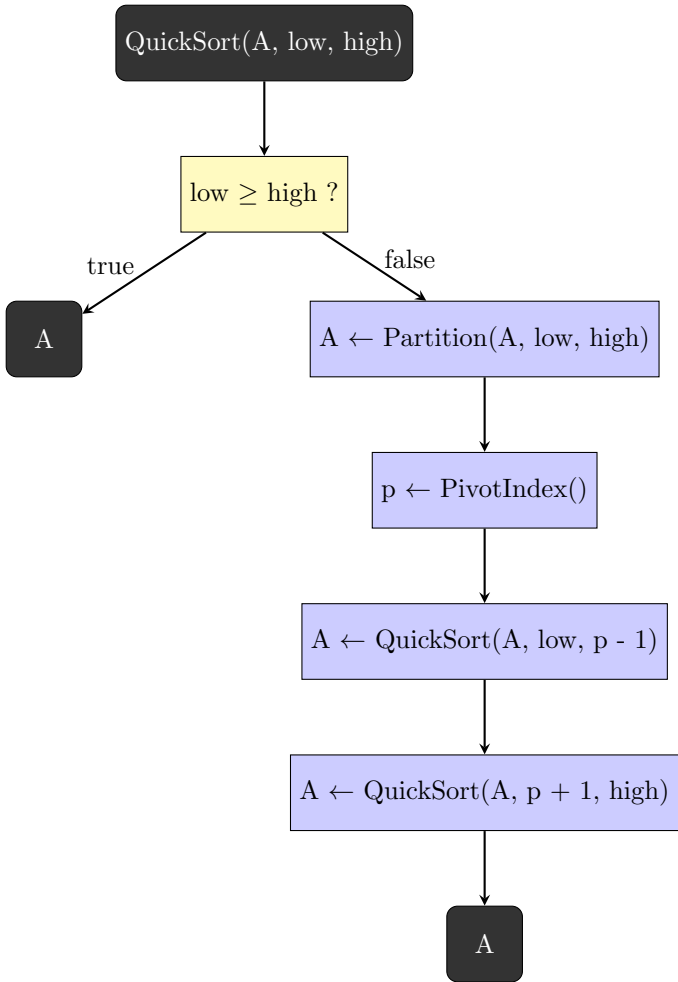 QuickSort(A, low, high)
low ≥ high ?
true
false
A
A ← Partition(A, low, high)
p ← PivotIndex()
A ← QuickSort(A, low, p - 1)
A ← QuickSort(A, p + 1, high)
A